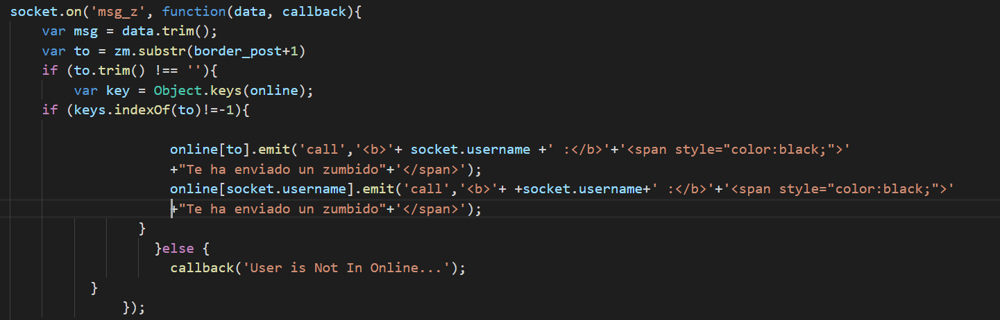 socket.on('msg_z', function(data, callback){
var msg = data.trim();
var to = zm.substr(border_post+1)
if (to.trim() !== ''){
var key = Object.keys(online);
if (keys.indexOf(to)!=-1){
online[to].emit('call','<b>'+ socket.username +' :</b>'+'<span style="color:black;">'
+"Te ha enviado un zumbido"+'</span>');
online[socket.username].emit('call','<b>'+ +socket.username+' :</b>'+'<span style="color:black;">'
+"Te ha enviado un zumbido"+'</span>');
}
}else {
callback('User is Not In Online...');
}
});